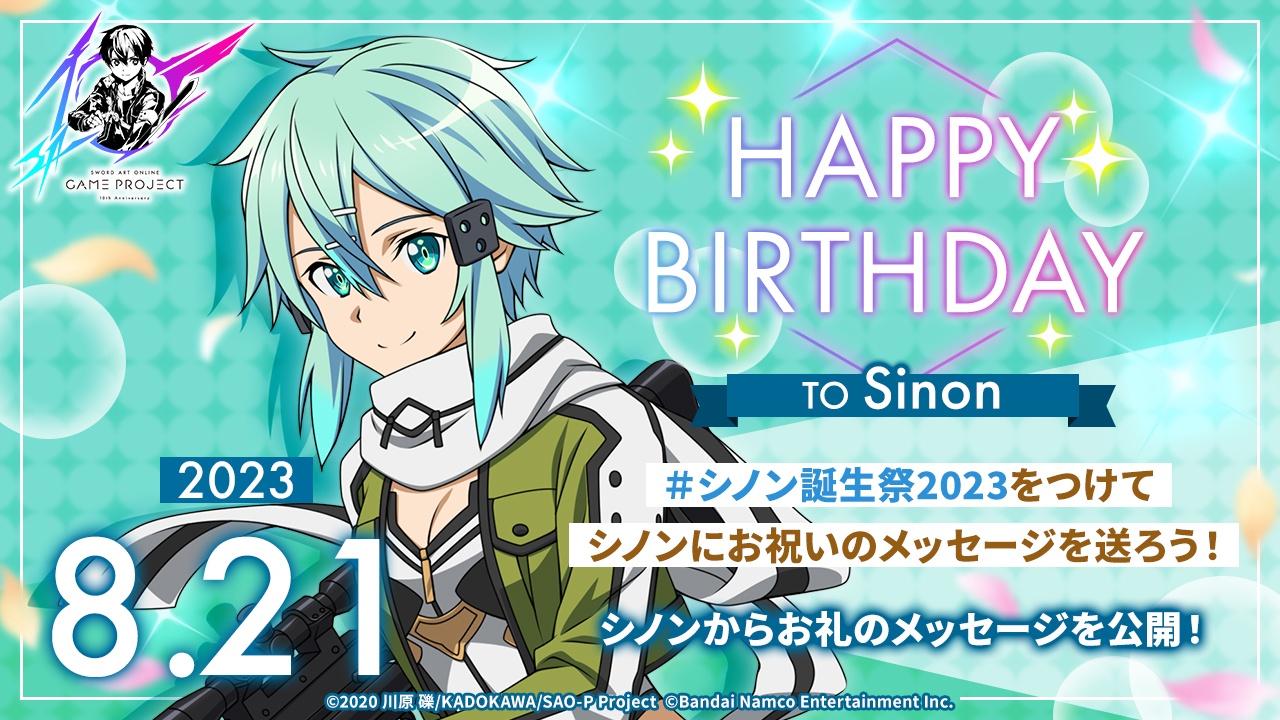 SWORD ART ONLINE
GAME PROJECT
10th Anniversary
HAPPY
BIRTHDAY
TO Sinon
2023
8.21
#シノン誕生祭2023をつけて
シノンにお祝いのメッセージを送ろう！
シノンからお礼のメッセージを公開！
©2020 川原 礫/KADOKAWA/SAO-P Project ©Bandai Namco Entertainment Inc.